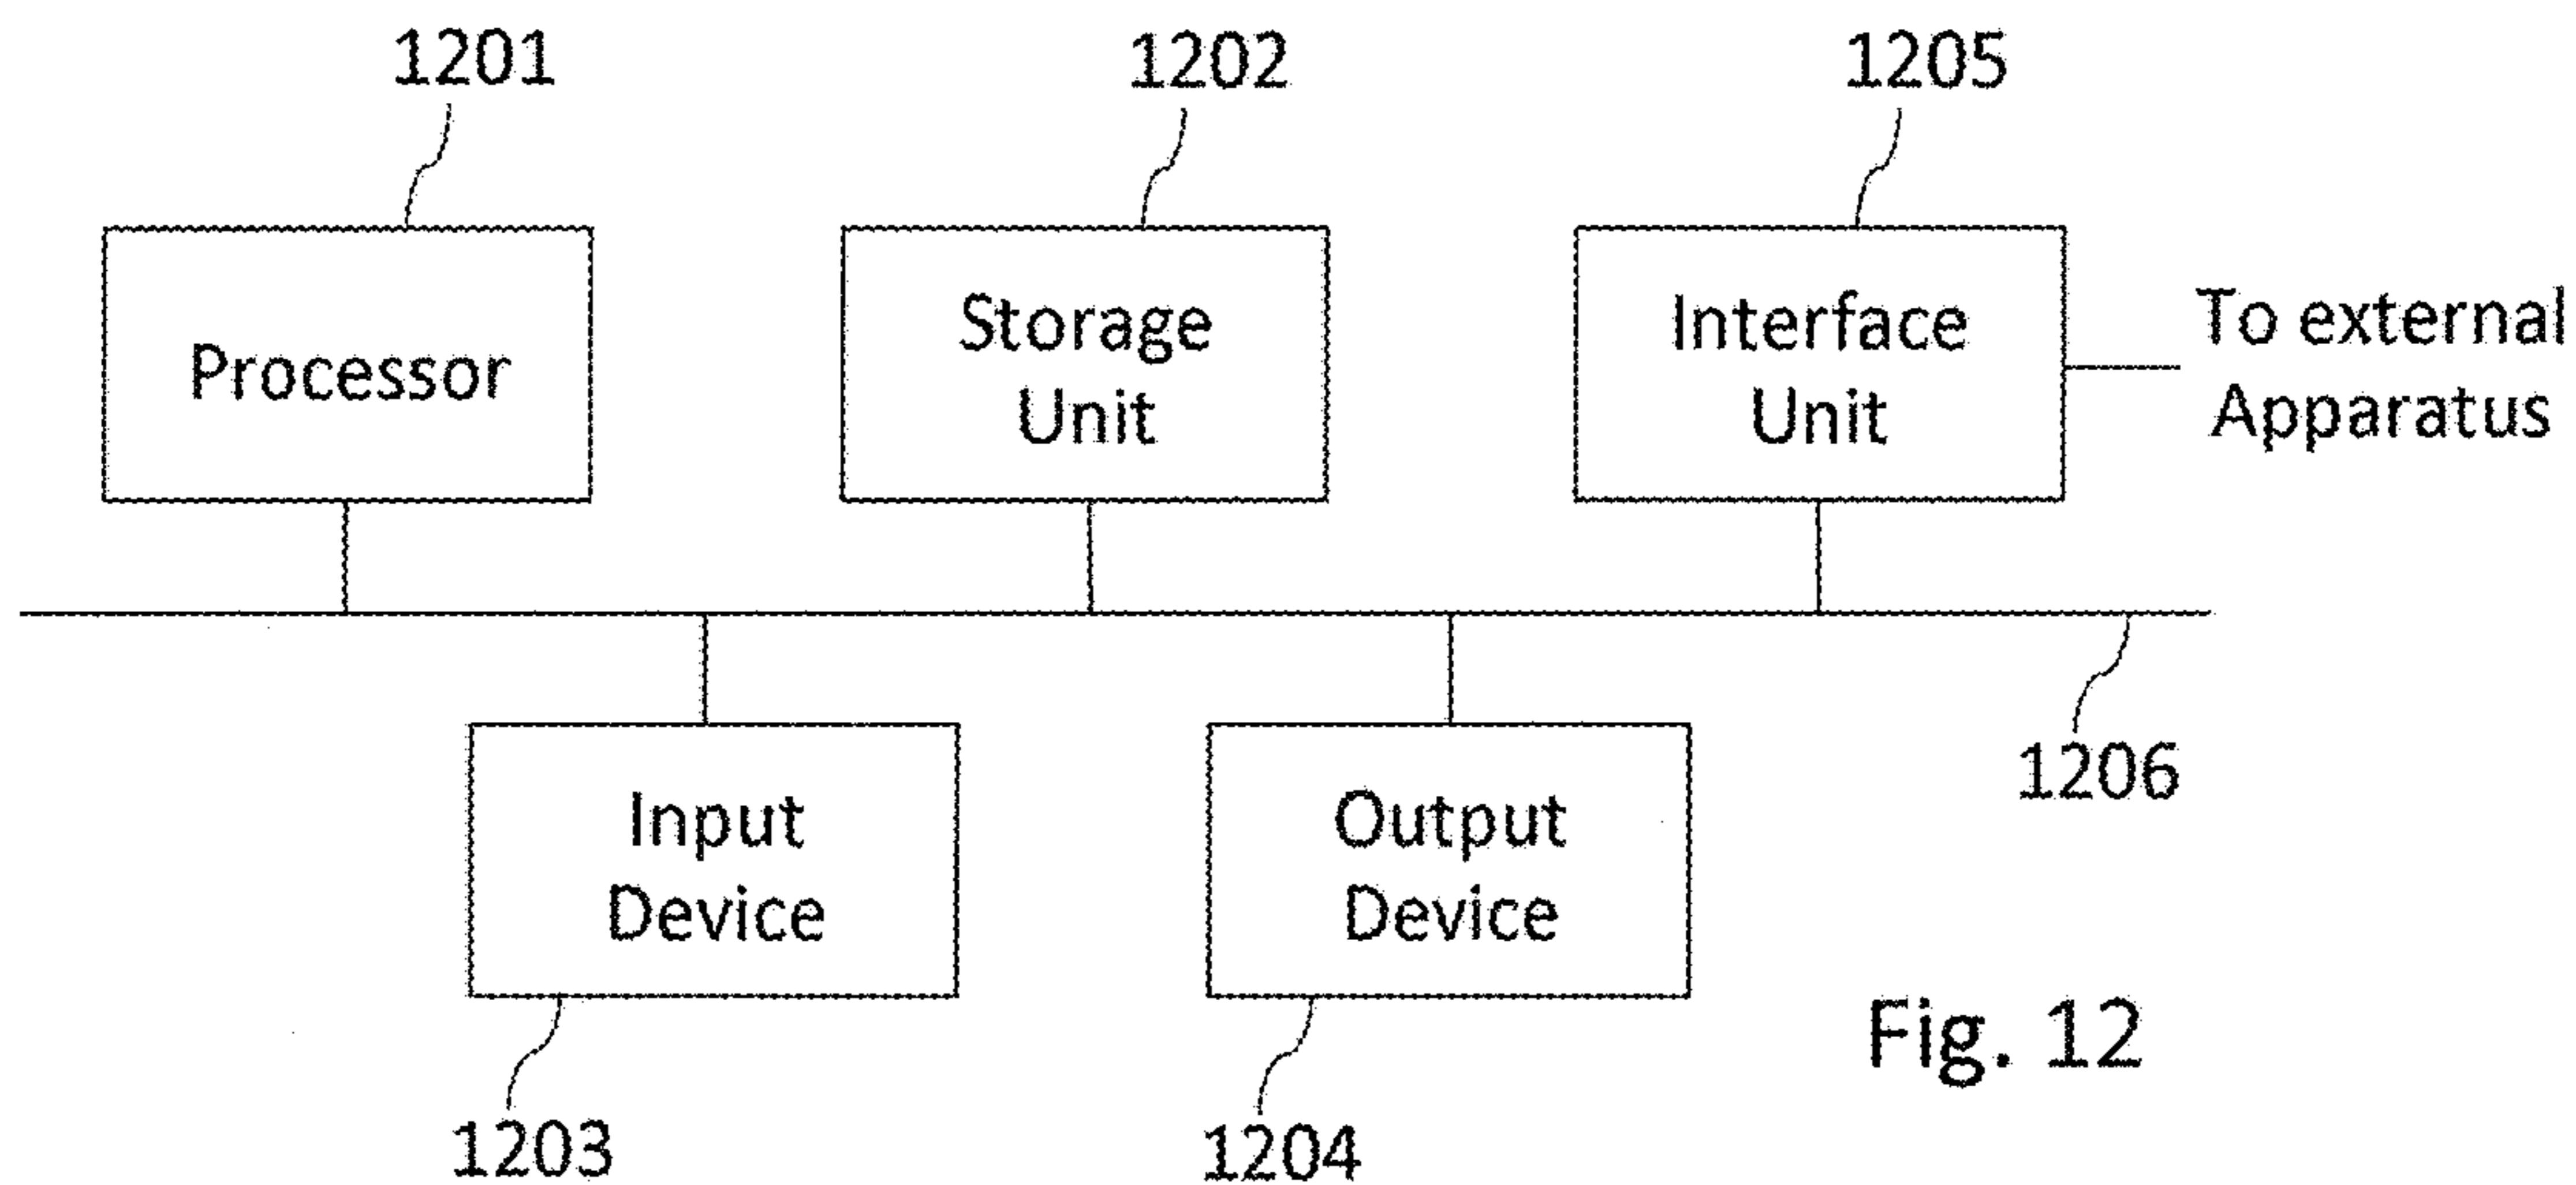 1201
1202
1205
Processor
Storage
Unit
Interface
Unit
To external
Apparatus
1206
Input
Device
Output
Device
Fig. 12
1203
1204